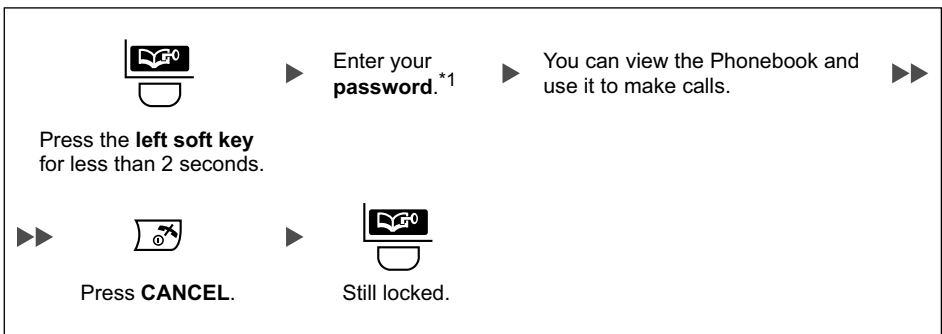 Enter your
password.*1
You can view the Phonebook and
use it to make calls.
Press the left soft key
for less than 2 seconds.
Press CANCEL.
Still locked.